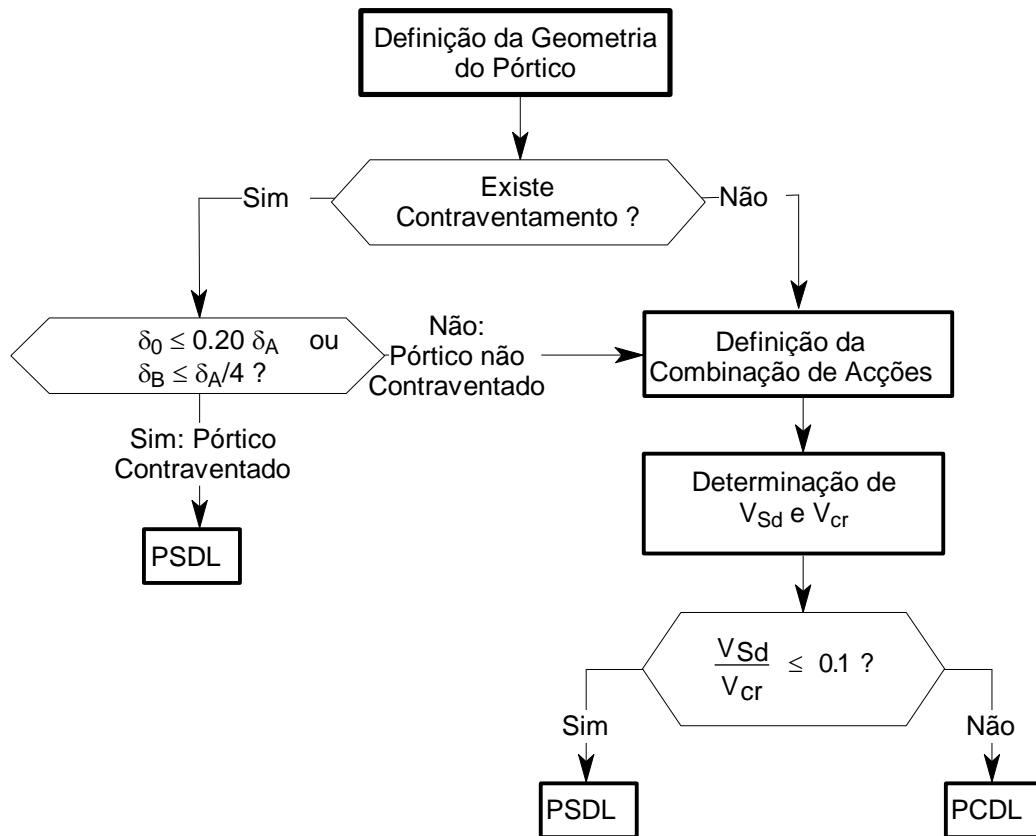 Definição da Geometria
do Pórtico
Existe
Contraventamento ?
Sim
Não
δ0 ≤ 0.20 δA ou
δB ≤ δA/4 ?
Não:
Pórtico não
Contraventado
Definição da
Combinação de Acções
Sim: Pórtico
Contraventado
PSDL
Determinação de
VSd e Vcr
VSd
Vcr
≤ 0.1 ?
Sim
Não
PSDL
PCDL